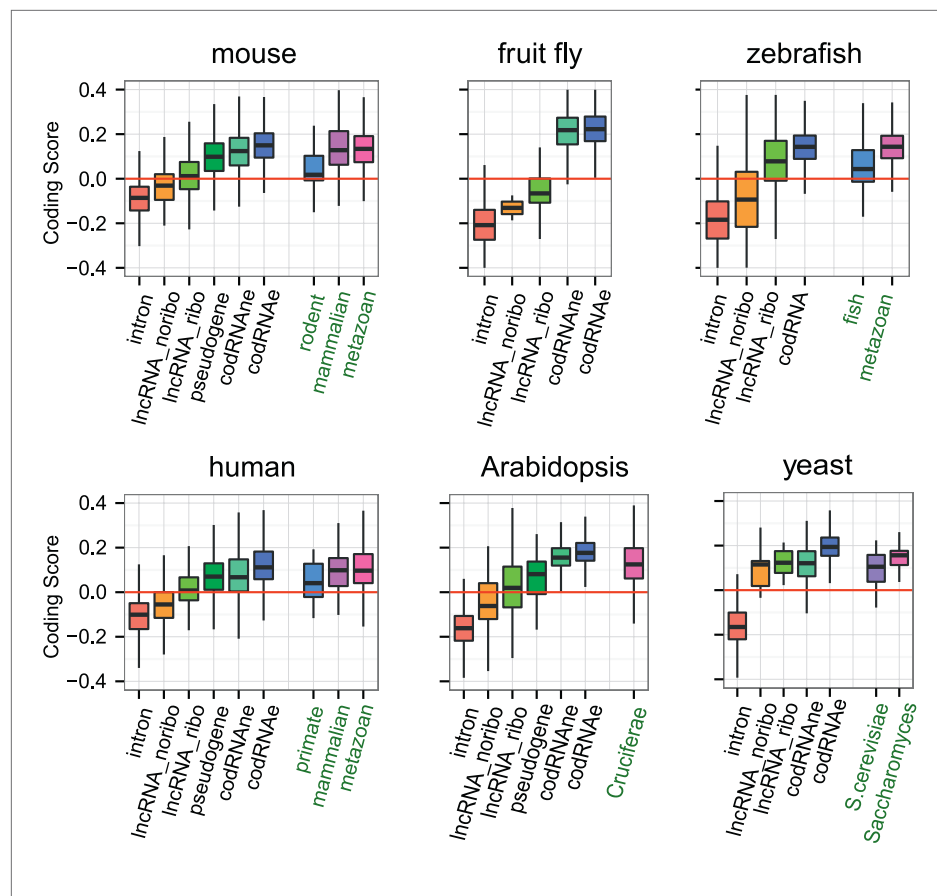 mouse
fruit fly
zebrafish
Coding Score
0.4
0.2
0.0
−0.2
−0.4
intron
lncRNA_noribo
lncRNA_ribo
pseudogene
codRNAne
codRNAe
rodent
mammalian
metazoan
intron
lncRNA_noribo
lncRNA_ribo
codRNAne
codRNAe
intron
lncRNA_noribo
lncRNA_ribo
codRNA
fish
metazoan
human
Arabidopsis
yeast
Coding Score
0.4
0.2
0.0
−0.2
−0.4
intron
lncRNA_noribo
lncRNA_ribo
pseudogene
codRNAne
codRNAe
primate
mammalian
metazoan
intron
lncRNA_noribo
lncRNA_ribo
pseudogene
codRNAne
codRNAe
Cruciferae
intron
lncRNA_noribo
lncRNA_ribo
codRNAne
codRNAe
S.cerevisiae
Saccharomyces